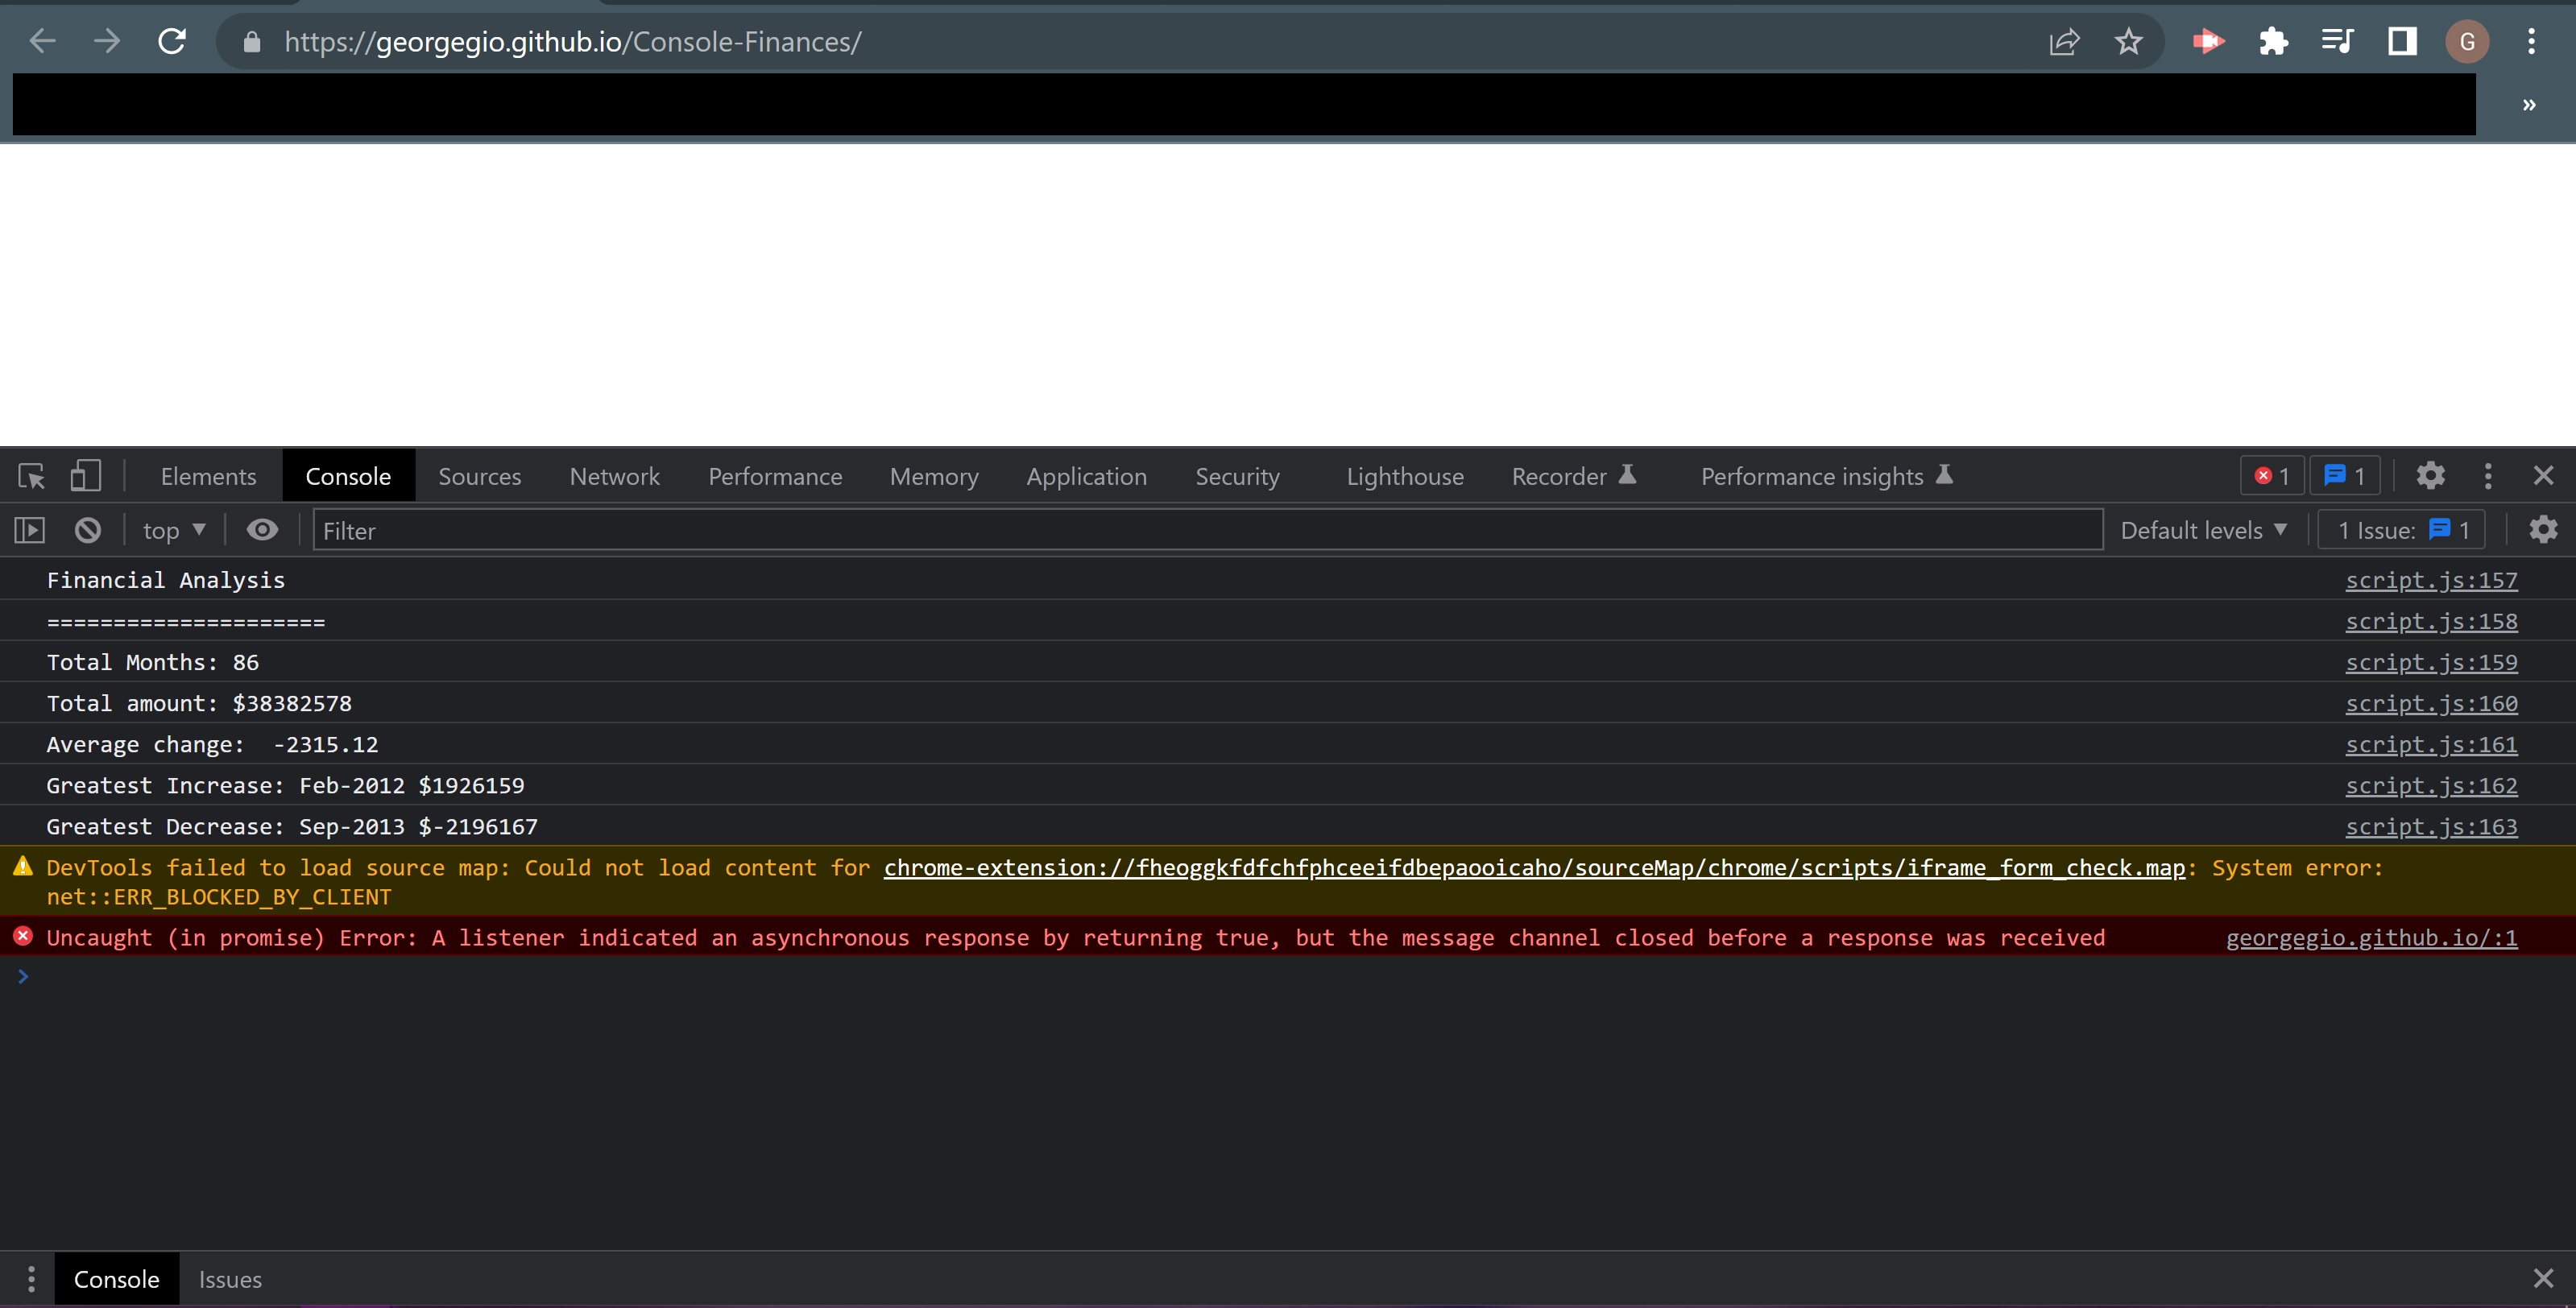 https://georgegio.github.io/Console-Finances/
G
»
Elements Console Sources Network Performance Memory Application Security Lighthouse Recorder Performance insights 1 1
top Filter Default levels 1 Issue: 1
Financial Analysis script.js:157
===================== script.js:158
Total Months: 86 script.js:159
Total amount: $38382578 script.js:160
Average change:  -2315.12 script.js:161
Greatest Increase: Feb-2012 $1926159 script.js:162
Greatest Decrease: Sep-2013 $-2196167 script.js:163
DevTools failed to load source map: Could not load content for chrome-extension://fheoggkfdfchfphceeifdbepaooicaho/sourceMap/chrome/scripts/iframe_form_check.map: System error:
net::ERR_BLOCKED_BY_CLIENT
Uncaught (in promise) Error: A listener indicated an asynchronous response by returning true, but the message channel closed before a response was received georgegio.github.io/:1
Console Issues